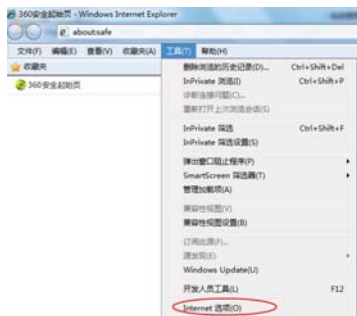 360安全起始页 - Windows Internet Explorer
about:safe
文件(F) 编辑(E) 查看(V) 收藏夹(A) 工具(T) 帮助(H)
收藏夹
360安全起始页
删除浏览的历史记录(D)... Ctrl+Shift+Del
InPrivate 浏览(I) Ctrl+Shift+P
诊断连接问题(C)...
重新打开上次浏览会话(S)
InPrivate 筛选 Ctrl+Shift+F
InPrivate 筛选设置(S)
弹出窗口阻止程序(P)
SmartScreen 筛选器(T)
管理加载项(A)
兼容性视图(V)
兼容性视图设置(B)
订阅此源(F)...
源发现(E)
Windows Update(U)
开发人员工具(L) F12
Internet 选项(O)